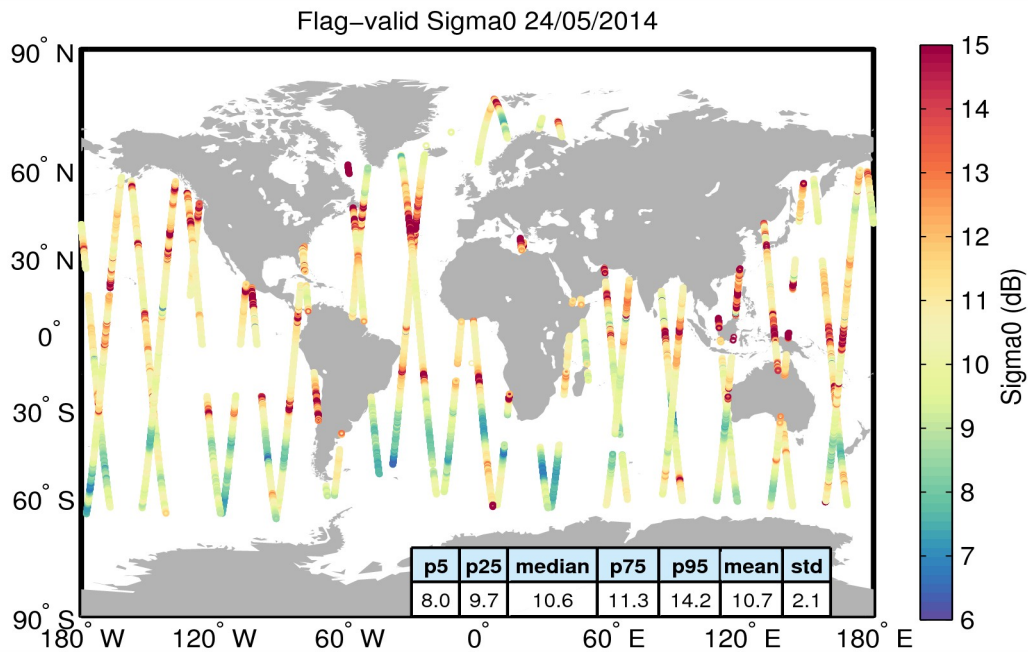 Flag−valid Sigma0 24/05/2014
90° N
60° N
30° N
0°
30° S
60° S
90° S
180° W
120° W
60° W
0°
60° E
120° E
180° E
p5 p25 median p75 p95 mean std
8.0 9.7 10.6 11.3 14.2 10.7 2.1
15
14
13
12
11
10
9
8
7
6
Sigma0 (dB)